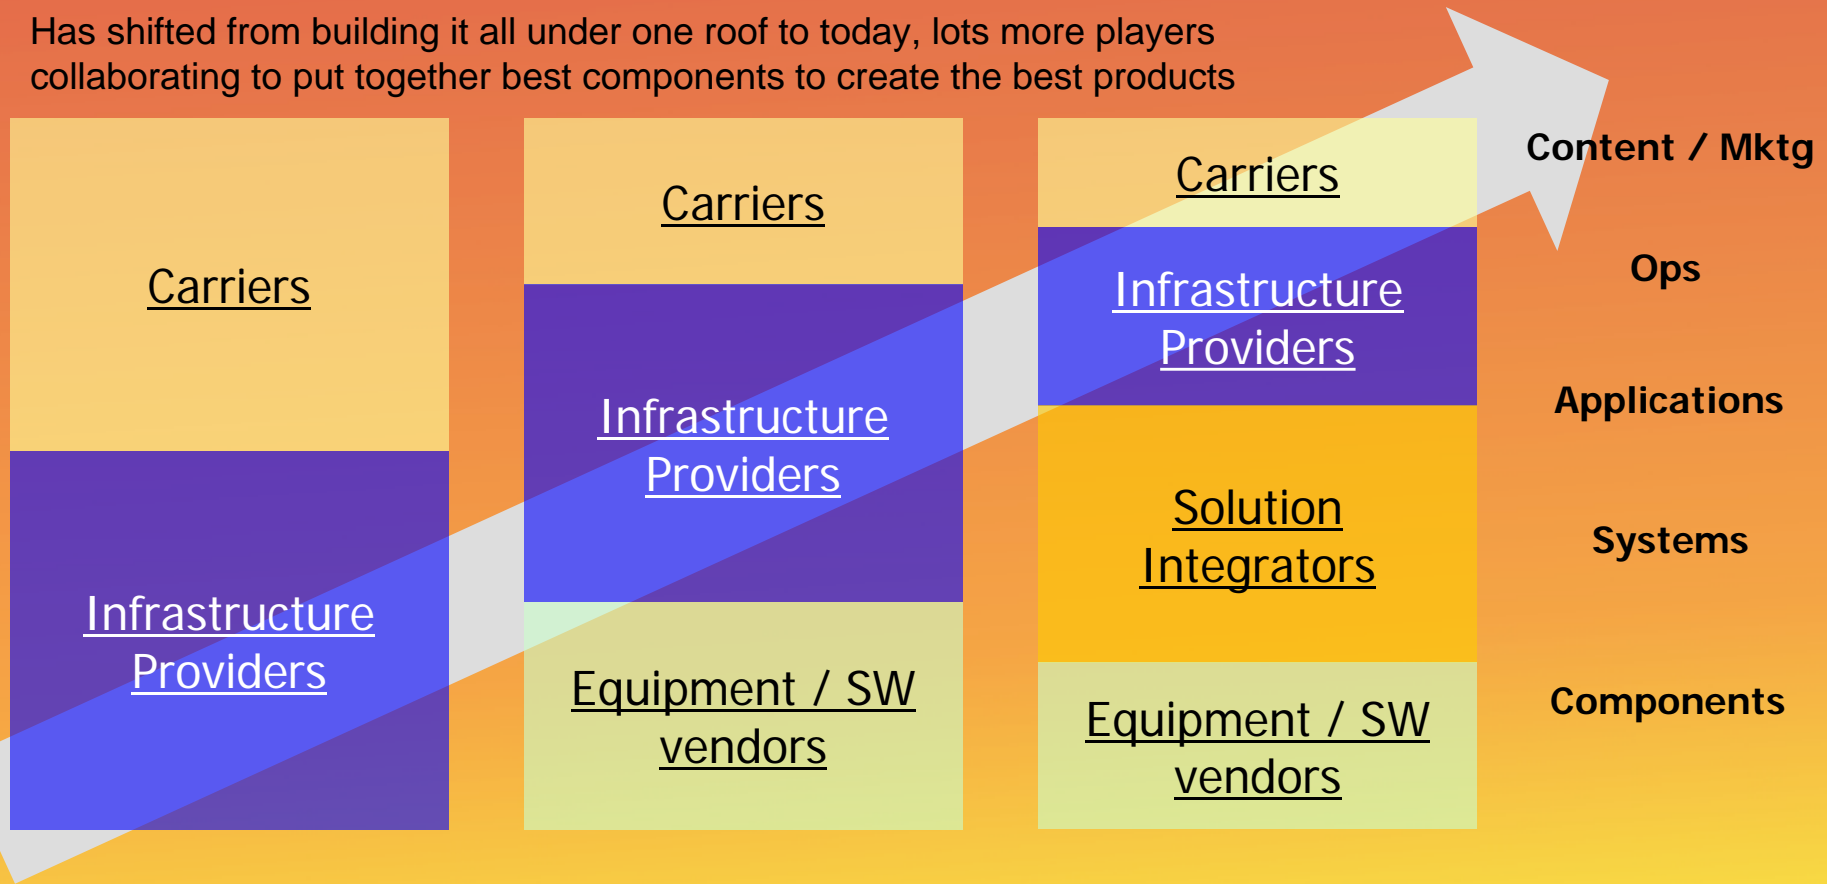 Has shifted from building it all under one roof to today, lots more players
collaborating to put together best components to create the best products
Carriers
Infrastructure
Providers
Carriers
Infrastructure
Providers
Equipment / SW
vendors
Carriers
Infrastructure
Providers
Solution
Integrators
Equipment / SW
vendors
Content / Mktg
Ops
Applications
Systems
Components